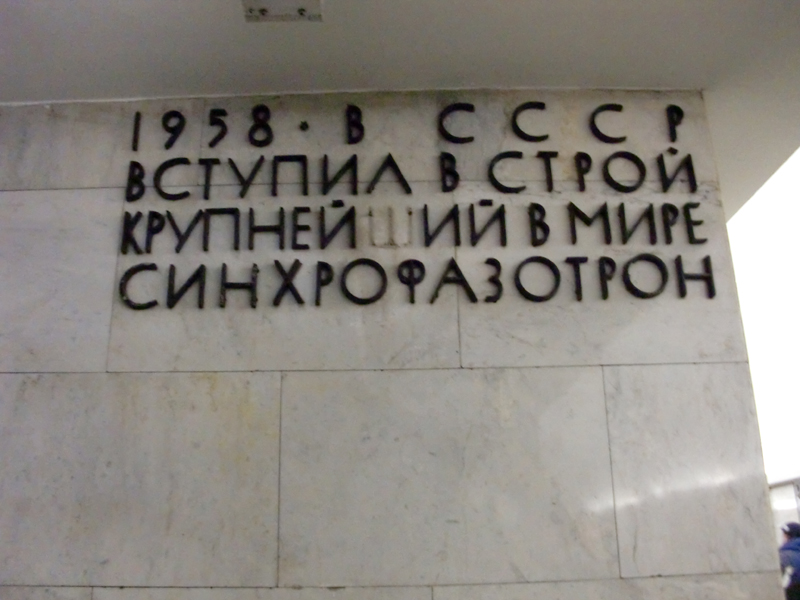 1958 · В СССР
ВСТУПИЛ В СТРОЙ
КРУПНЕЙШИЙ В МИРЕ
СИНХРОФАЗОТРОН